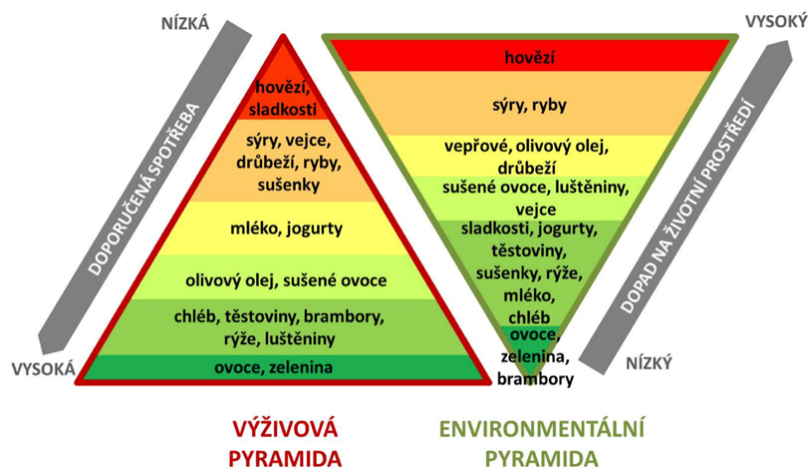 NÍZKÁ
DOPORUČENÁ SPOTŘEBA
VYSOKÁ
hovězí,
sladkosti
sýry, vejce,
drůbeží, ryby,
sušenky
mléko, jogurty
olivový olej, sušené ovoce
chléb, těstoviny, brambory,
rýže, luštěniny
ovoce, zelenina
VÝŽIVOVÁ
PYRAMIDA
VYSOKÝ
DOPAD NA ŽIVOTNÍ PROSTŘEDÍ
NÍZKÝ
hovězí
sýry, ryby
vepřové, olivový olej,
drůbeží
sušené ovoce, luštěniny,
vejce
sladkosti, jogurty,
těstoviny,
sušenky, rýže,
mléko,
chléb
ovoce,
zelenina,
brambory
ENVIRONMENTÁLNÍ
PYRAMIDA